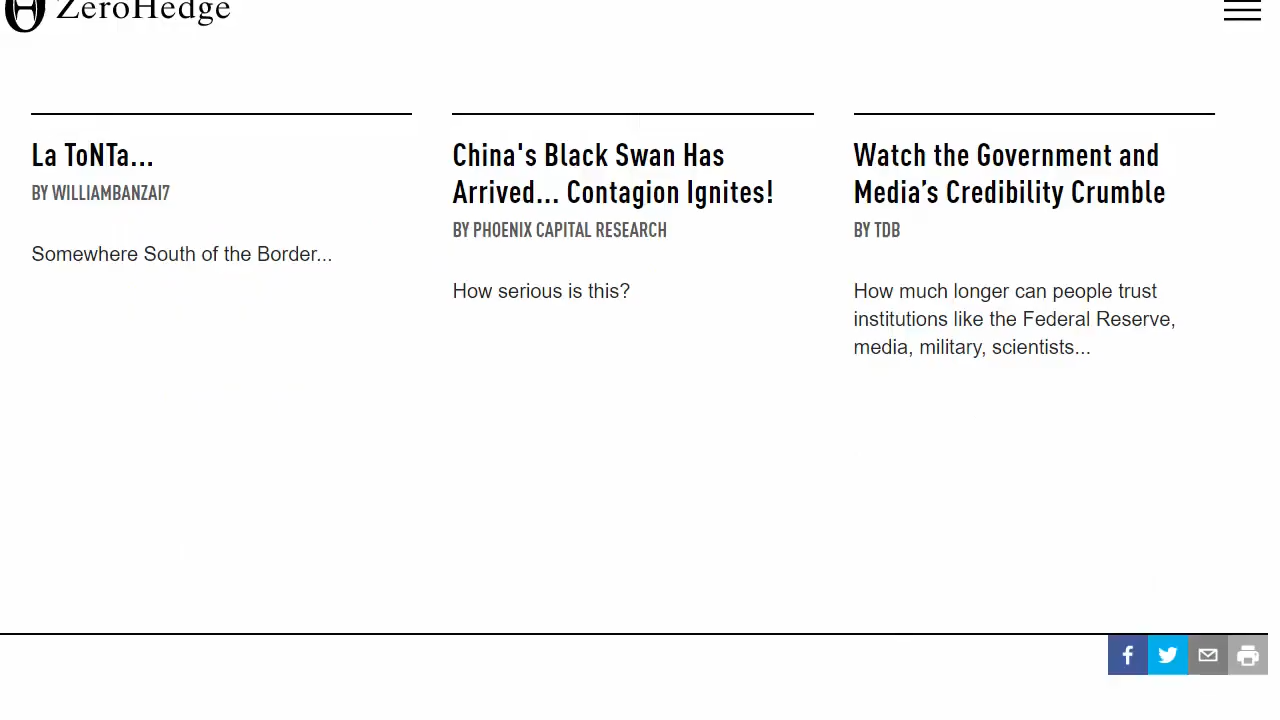 ZeroHedge
La ToNTa...
BY WILLIAMBANZAI7
Somewhere South of the Border...
China's Black Swan Has
Arrived... Contagion Ignites!
BY PHOENIX CAPITAL RESEARCH
How serious is this?
Watch the Government and
Media’s Credibility Crumble
BY TDB
How much longer can people trust
institutions like the Federal Reserve,
media, military, scientists...